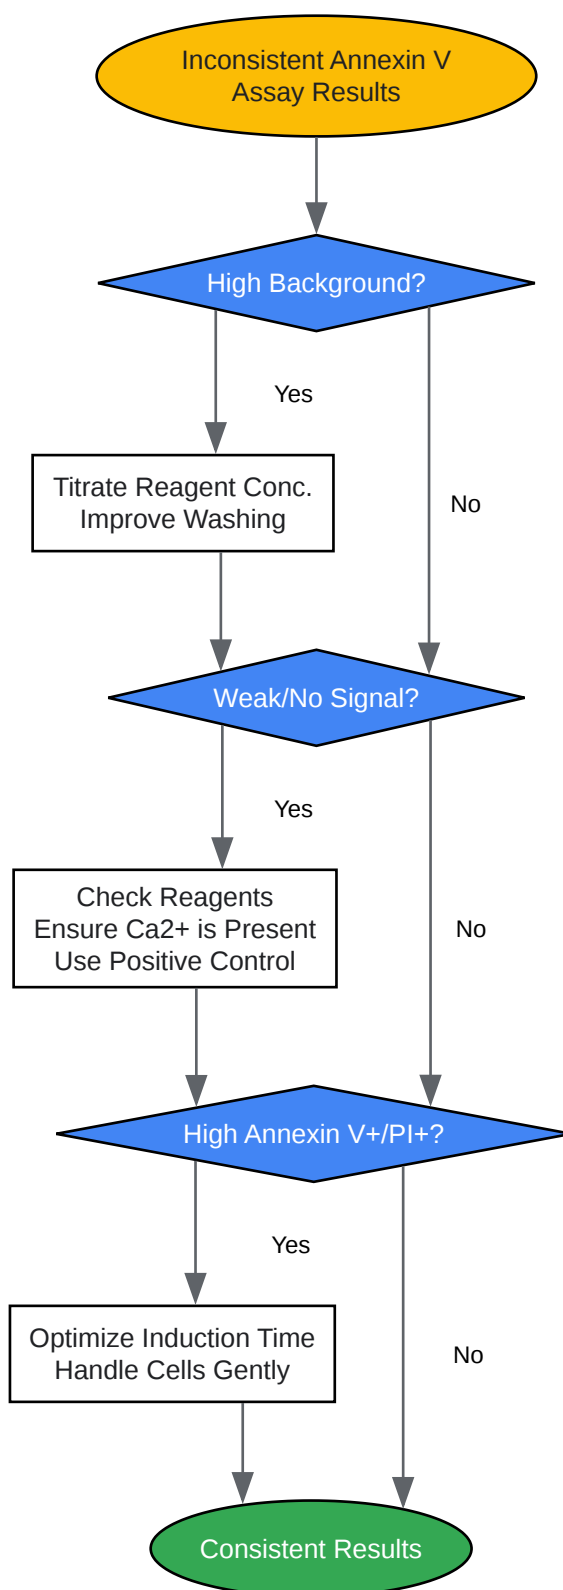 Inconsistent Annexin V
Assay Results
High Background?
Yes
Titrate Reagent Conc.
Improve Washing
No
Weak/No Signal?
Yes
Check Reagents
Ensure Ca2+ is Present
Use Positive Control
No
High Annexin V+/PI+?
Yes
Optimize Induction Time
Handle Cells Gently
No
Consistent Results